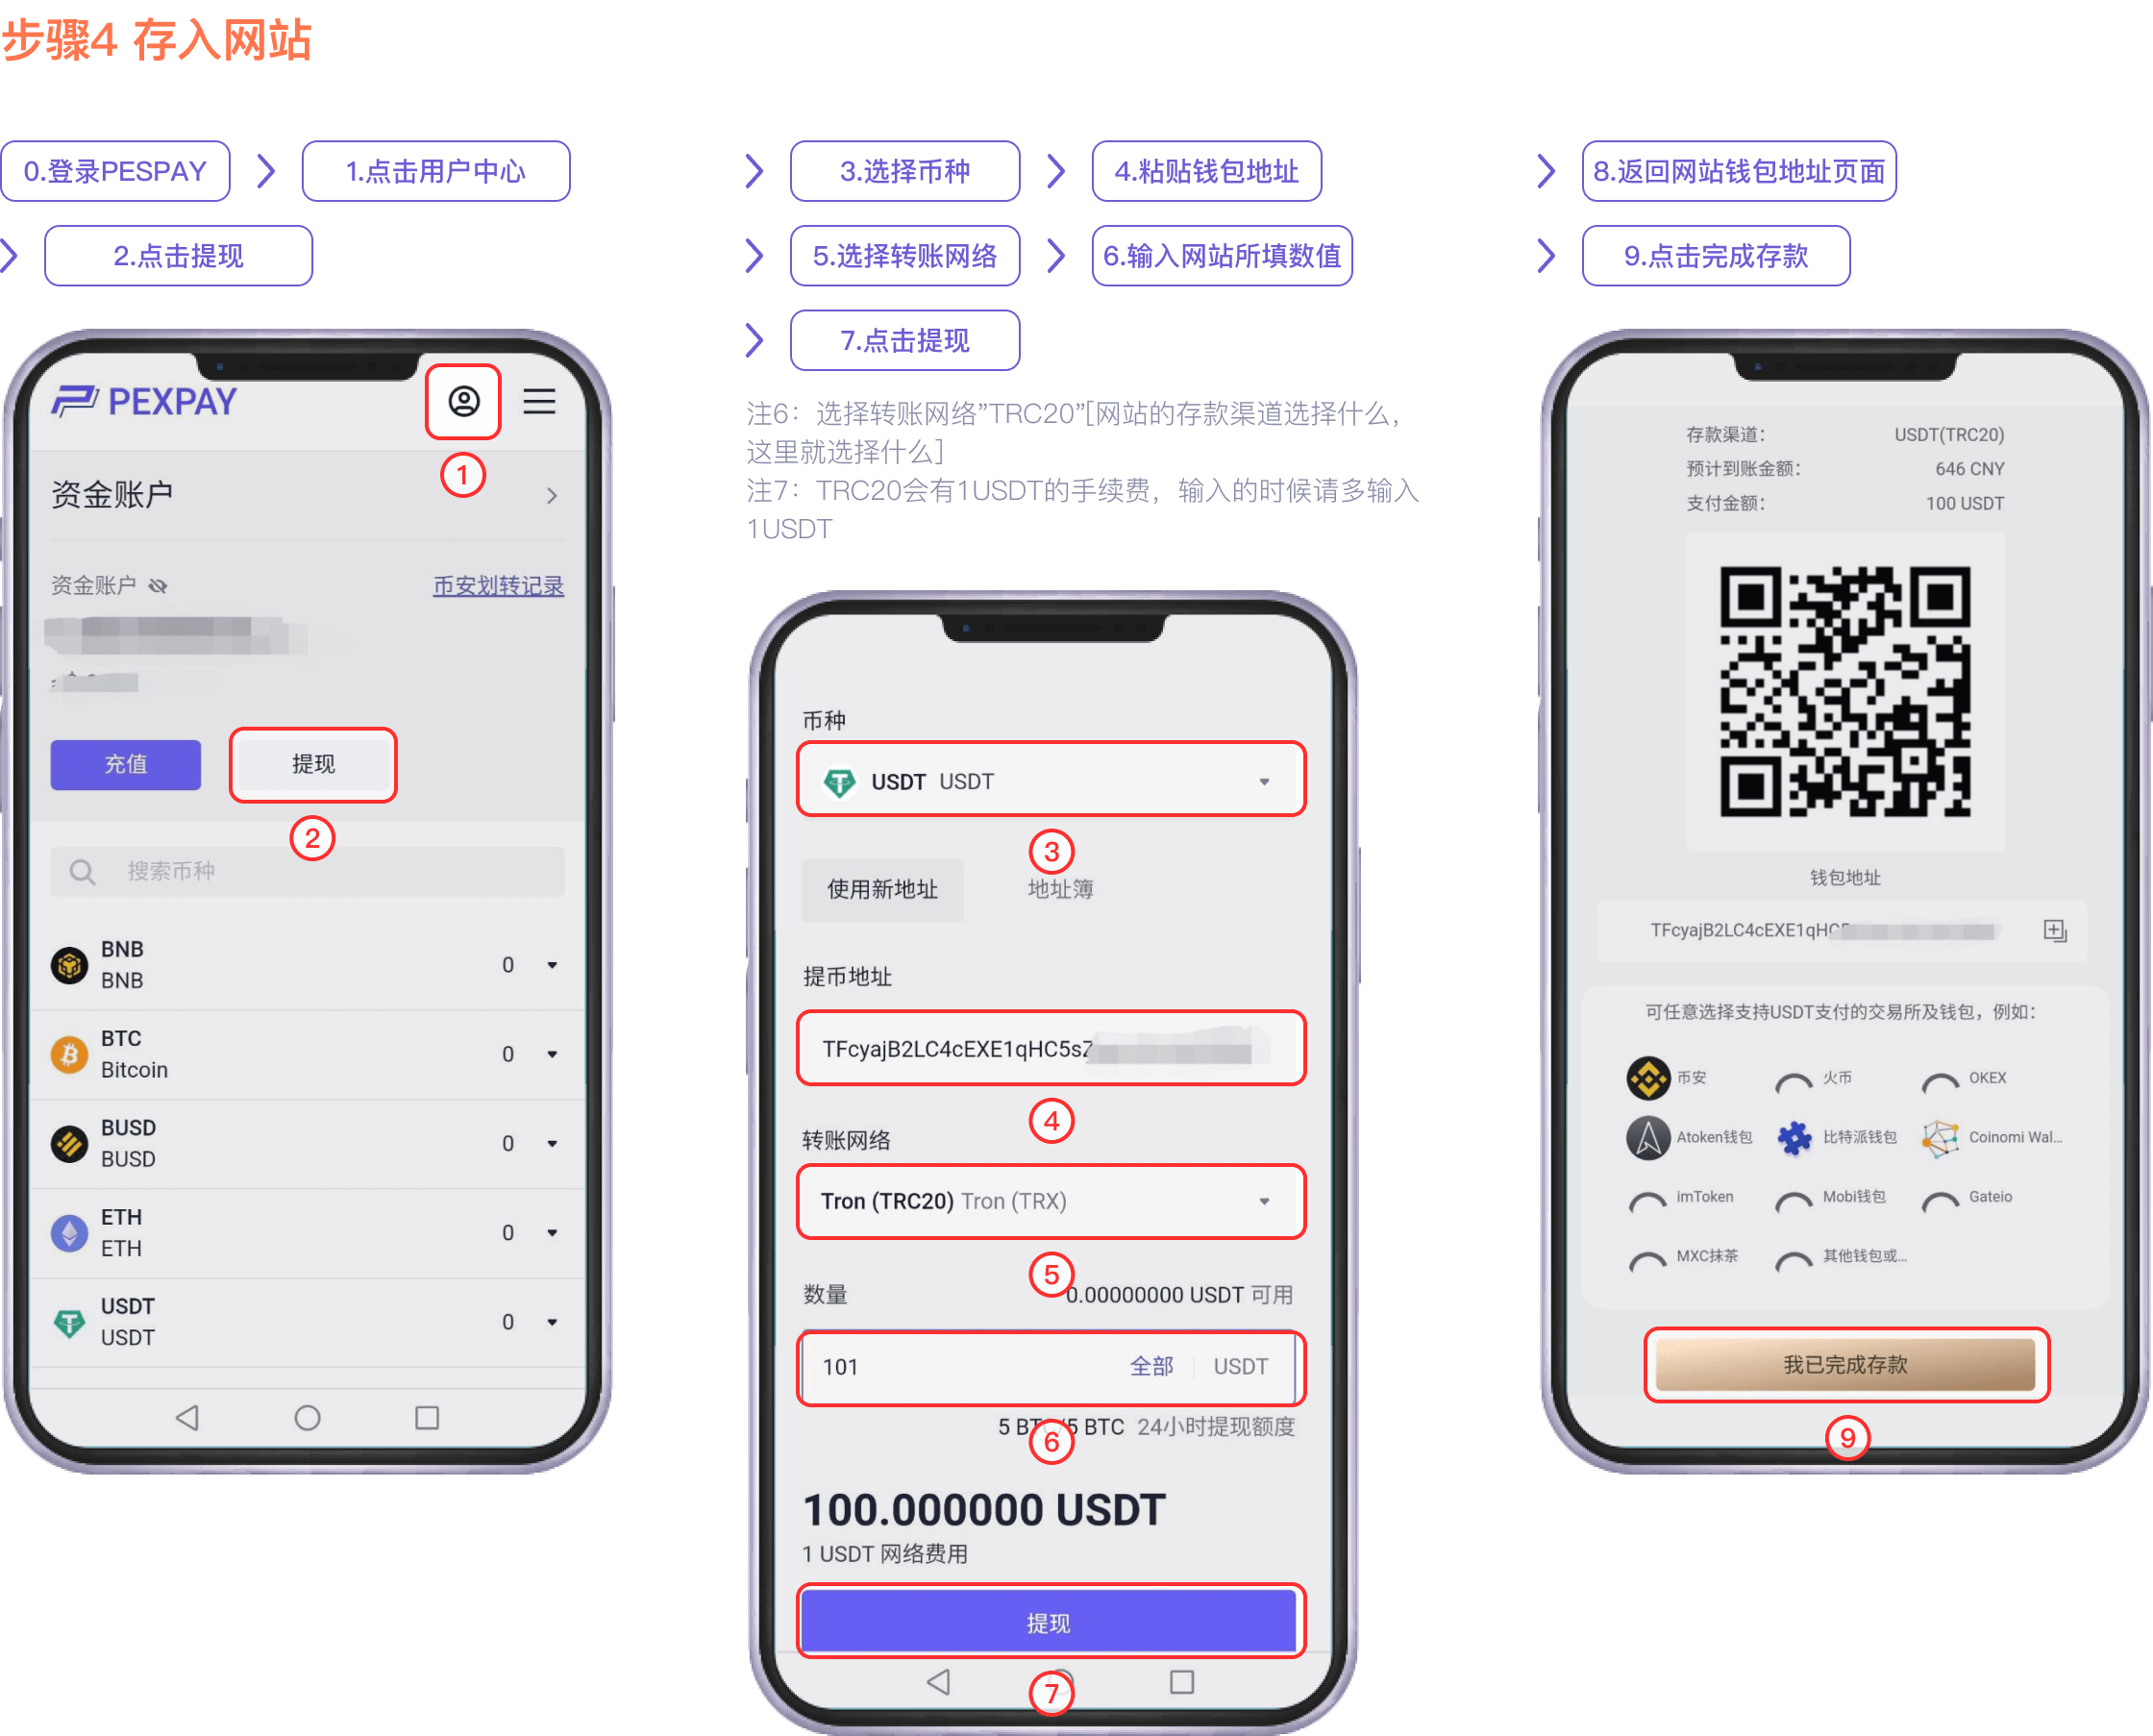 步骤4 存入网站
0.登录PESPAY
1.点击用户中心
2.点击提现
PEXPAY
1
资金账户
资金账户
币安划转记录
充值
提现
2
搜索币种
BNB
BNB
0
BTC
Bitcoin
0
BUSD
BUSD
0
ETH
ETH
0
USDT
USDT
0
3.选择币种
4.粘贴钱包地址
5.选择转账网络
6.输入网站所填数值
7.点击提现
注6：选择转账网络”TRC20”[网站的存款渠道选择什么，
这里就选择什么]
注7：TRC20会有1USDT的手续费，输入的时候请多输入
1USDT
币种
USDT USDT
3
使用新地址
地址簿
提币地址
TFcyajB2LC4cEXE1qHC5s
4
转账网络
Tron (TRC20) Tron (TRX)
5
数量
0.00000000 USDT 可用
101
全部
USDT
5 BTC/5 BTC 24小时提现额度
6
100.000000 USDT
1 USDT 网络费用
提现
7
8.返回网站钱包地址页面
9.点击完成存款
存款渠道：
USDT(TRC20)
预计到账金额：
646 CNY
支付金额：
100 USDT
钱包地址
TFcyajB2LC4cEXE1qHC
可任意选择支持USDT支付的交易所及钱包，例如：
币安
火币
OKEX
Atoken钱包
比特派钱包
Coinomi Wal...
imToken
Mobi钱包
Gateio
MXC抹茶
其他钱包或...
我已完成存款
9